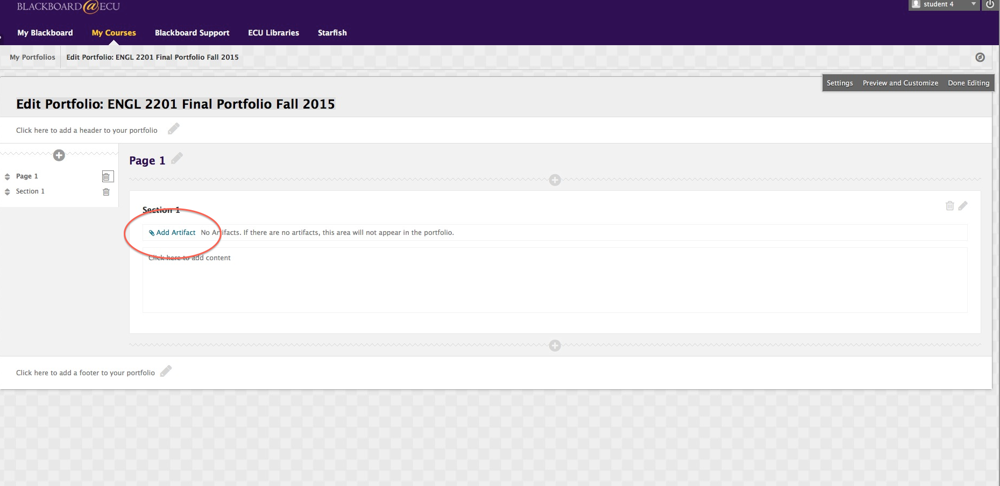 BLACKBOARD@ECU
student 4
My Blackboard My Courses Blackboard Support ECU Libraries Starfish
My Portfolios Edit Portfolio: ENGL 2201 Final Portfolio Fall 2015
Settings Preview and Customize Done Editing
Edit Portfolio: ENGL 2201 Final Portfolio Fall 2015
Click here to add a header to your portfolio
Page 1
Section 1
Page 1
Section 1
Add Artifact No Artifacts. If there are no artifacts, this area will not appear in the portfolio.
Click here to add content
Click here to add a footer to your portfolio